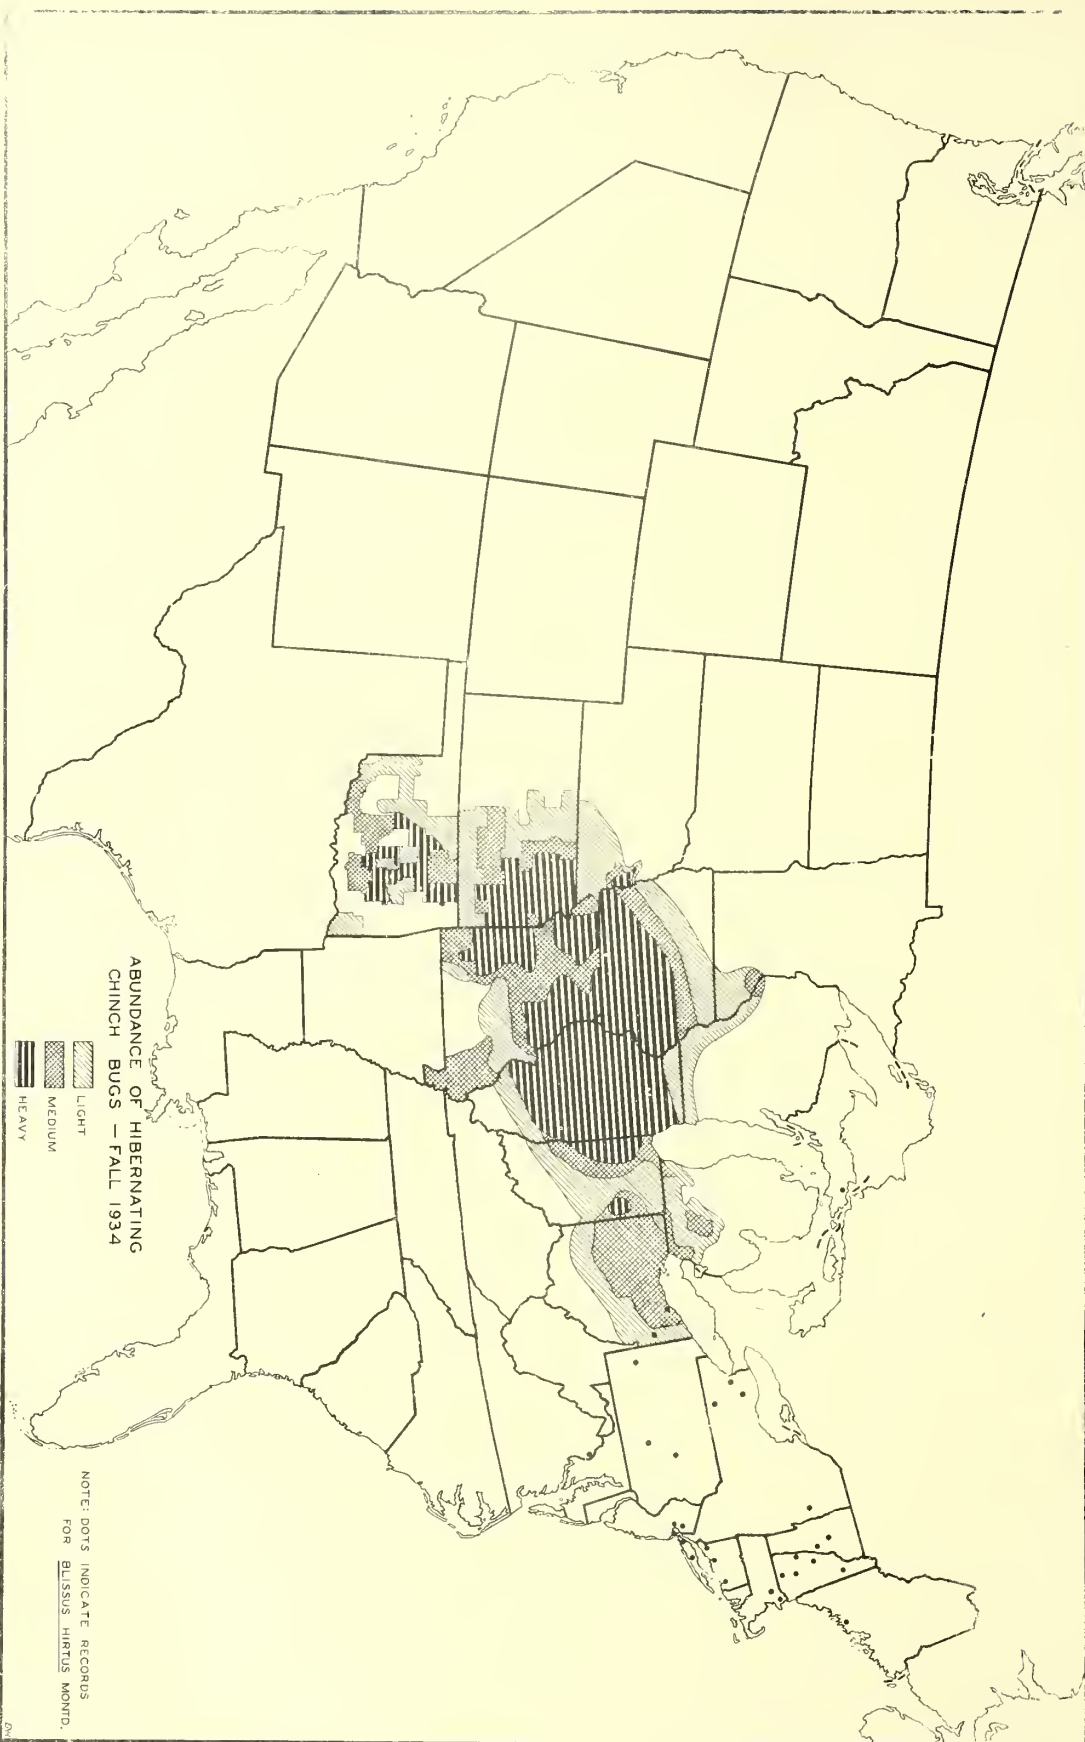 ABUNDANCE OF HIBERNATING
CHINCH BUGS — FALL 1934
LIGHT
MEDIUM
HEAVY
NOTE: DOTS INDICATE RECORDS
FOR BLISSUS HIRTUS MONTD.